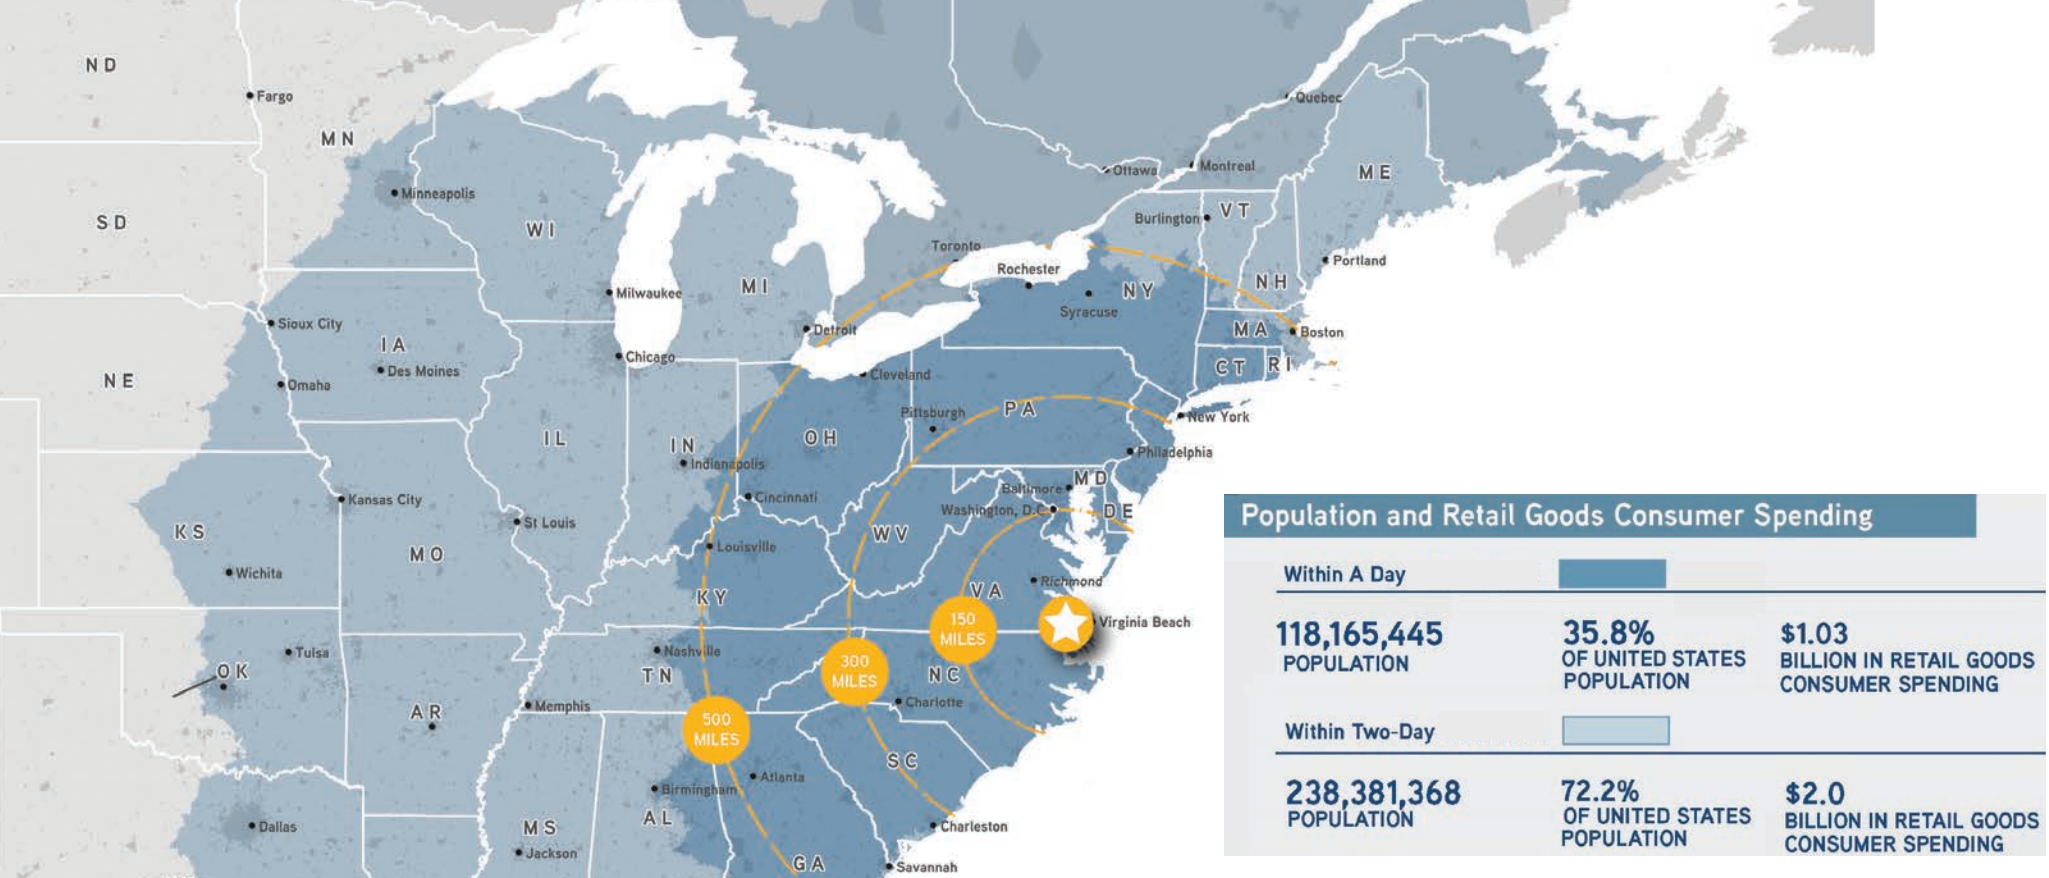 ND
Fargo
MN
Quebec
Ottawa
Montreal
ME
Minneapolis
SD
WI
Burlington
VT
Toronto
Rochester
Portland
MI
NY
NH
Milwaukee
Syracuse
Sioux City
Detroit
MA
Boston
IA
Chicago
Des Moines
CT
RI
NE
Omaha
Cleveland
Pittsburgh
PA
New York
IL
IN
OH
Indianapolis
Philadelphia
Kansas City
Cincinnati
Baltimore
MD
Washington, D.C.
DE
St Louis
KS
WV
MO
Louisville
Wichita
Richmond
KY
VA
150
MILES
Virginia Beach
Tulsa
Nashville
OK
TN
300
MILES
NC
AR
Memphis
Charlotte
500
MILES
SC
Atlanta
Birmingham
AL
Dallas
MS
Charleston
Jackson
GA
Savannah
Population and Retail Goods Consumer Spending
Within A Day
118,165,445
POPULATION
35.8%
OF UNITED STATES
POPULATION
$1.03
BILLION IN RETAIL GOODS
CONSUMER SPENDING
Within Two-Day
238,381,368
POPULATION
72.2%
OF UNITED STATES
POPULATION
$2.0
BILLION IN RETAIL GOODS
CONSUMER SPENDING